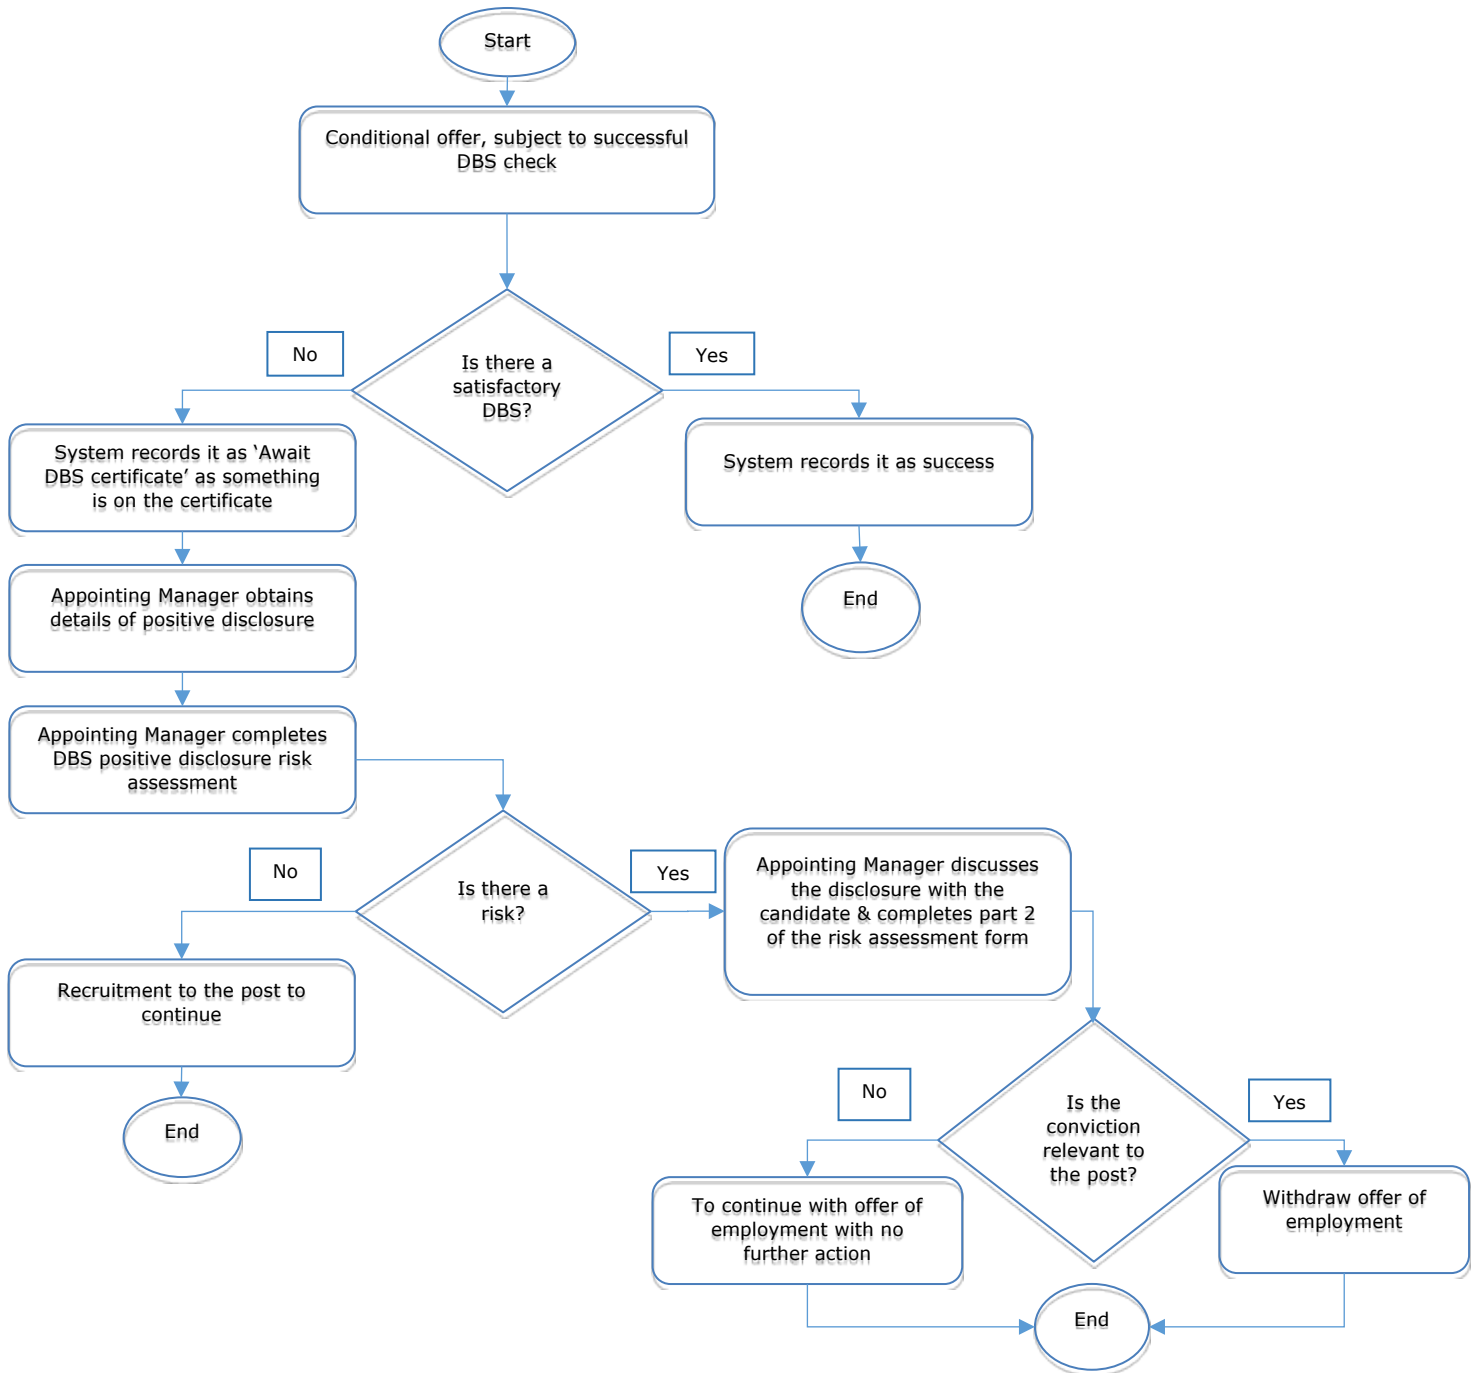 Start
Conditional offer, subject to successful
DBS check
No
Is there a
satisfactory
DBS?
Yes
System records it as ‘Await
DBS certificate’ as something
is on the certificate
System records it as success
Appointing Manager obtains
details of positive disclosure
End
Appointing Manager completes
DBS positive disclosure risk
assessment
No
Is there a
risk?
Yes
Appointing Manager discusses
the disclosure with the
candidate & completes part 2
of the risk assessment form
Recruitment to the post to
continue
End
No
Is the
conviction
relevant to
the post?
Yes
To continue with offer of
employment with no
further action
Withdraw offer of
employment
End